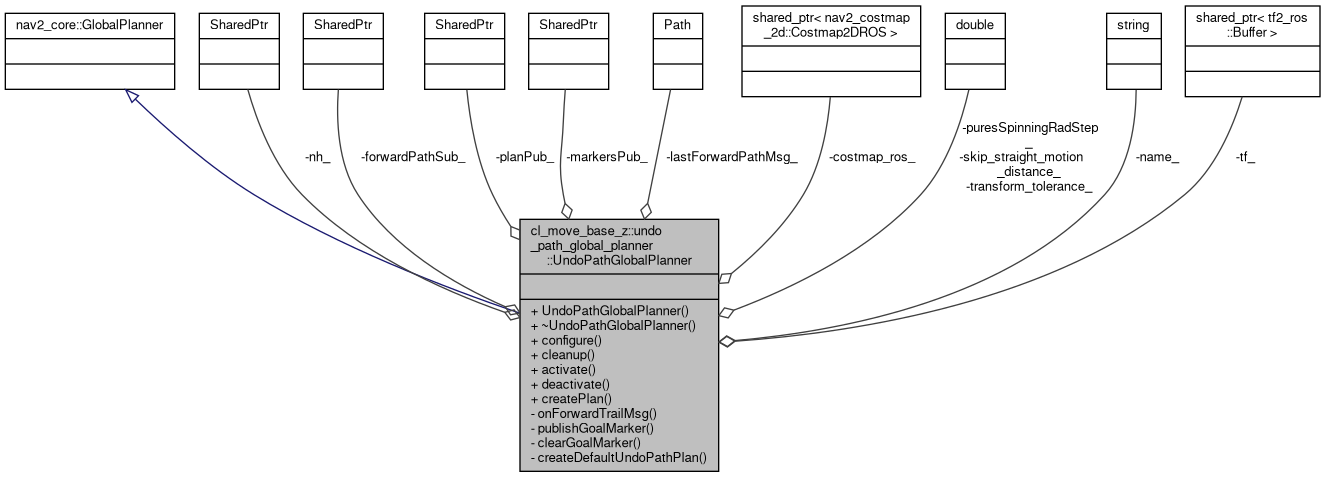 nav2_core::GlobalPlanner
SharedPtr
SharedPtr
SharedPtr
SharedPtr
Path
shared_ptr< nav2_costmap
_2d::Costmap2DROS >
double
string
shared_ptr< tf2_ros
::Buffer >
-nh_
-forwardPathSub_
-planPub_
-markersPub_
-lastForwardPathMsg_
-costmap_ros_
-puresSpinningRadStep
_
-skip_straight_motion
_distance_
-transform_tolerance_
-name_
-tf_
cl_move_base_z::undo
_path_global_planner
::UndoPathGlobalPlanner
+ UndoPathGlobalPlanner()
+ ~UndoPathGlobalPlanner()
+ configure()
+ cleanup()
+ activate()
+ deactivate()
+ createPlan()
- onForwardTrailMsg()
- publishGoalMarker()
- clearGoalMarker()
- createDefaultUndoPathPlan()